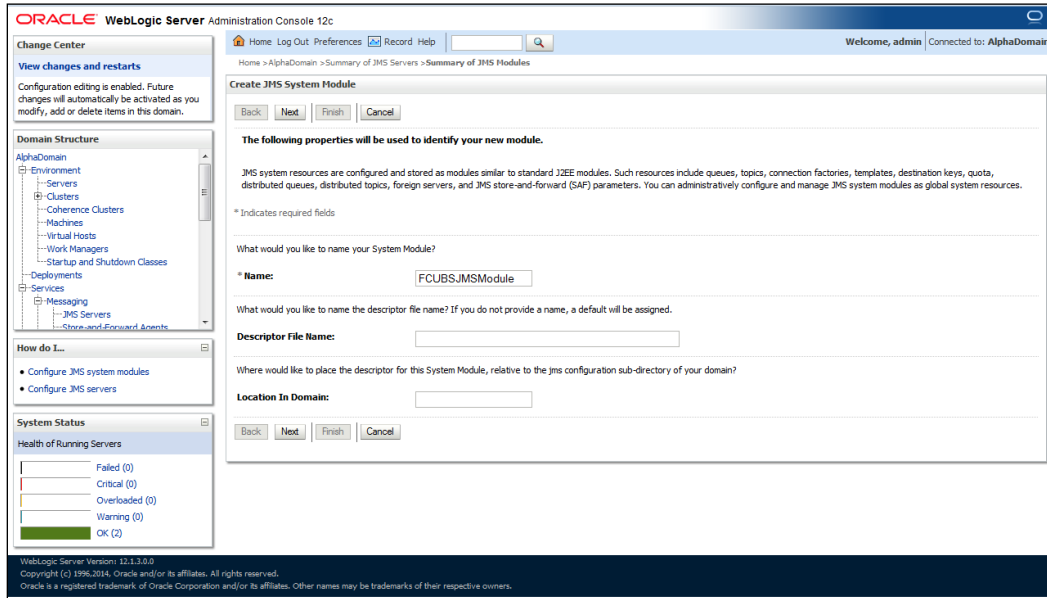 ORACLE WebLogic Server Administration Console 12c
Change Center
View changes and restarts
Configuration editing is enabled. Future
changes will automatically be activated as you
modify, add or delete items in this domain.
Domain Structure
AlphaDomain
Environment
Servers
Clusters
Coherence Clusters
Machines
Virtual Hosts
Work Managers
Startup and Shutdown Classes
Deployments
Services
Messaging
JMS Servers
Store-and-Forward Agents
How do I...
Configure JMS system modules
Configure JMS servers
System Status
Health of Running Servers
Failed (0)
Critical (0)
Overloaded (0)
Warning (0)
OK (2)
Home Log Out Preferences Record Help
Welcome, admin Connected to: AlphaDomain
Home >AlphaDomain >Summary of JMS Servers >Summary of JMS Modules
Create JMS System Module
Back Next Finish Cancel
The following properties will be used to identify your new module.
JMS system resources are configured and stored as modules similar to standard J2EE modules. Such resources include queues, topics, connection factories, templates, destination keys, quota,
distributed queues, distributed topics, foreign servers, and JMS store-and-forward (SAF) parameters. You can administratively configure and manage JMS system modules as global system resources.
* Indicates required fields
What would you like to name your System Module?
* Name: FCUBSJMSModule
What would you like to name the descriptor file name? If you do not provide a name, a default will be assigned.
Descriptor File Name:
Where would like to place the descriptor for this System Module, relative to the jms configuration sub-directory of your domain?
Location In Domain:
Back Next Finish Cancel
WebLogic Server Version: 12.1.3.0.0
Copyright (c) 1996,2014, Oracle and/or its affiliates. All rights reserved.
Oracle is a registered trademark of Oracle Corporation and/or its affiliates. Other names may be trademarks of their respective owners.